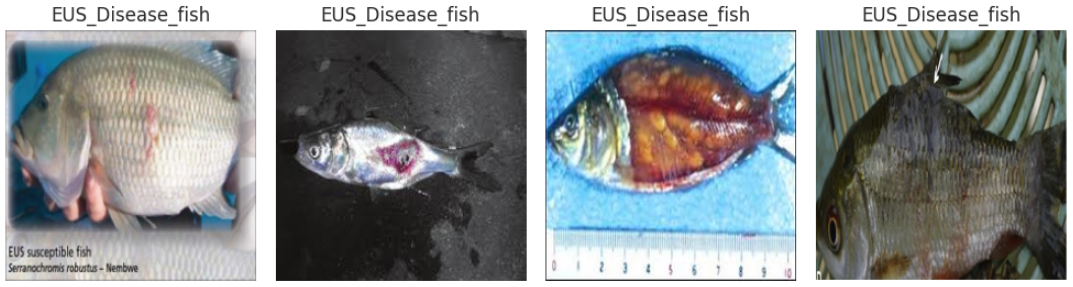 EUS_Disease_fish
EUS_Disease_fish
EUS_Disease_fish
EUS_Disease_fish
EUS susceptible fish
Serranochromis robustus – Nembwe
0 1 2 3 4 5 6 7 8 9 10